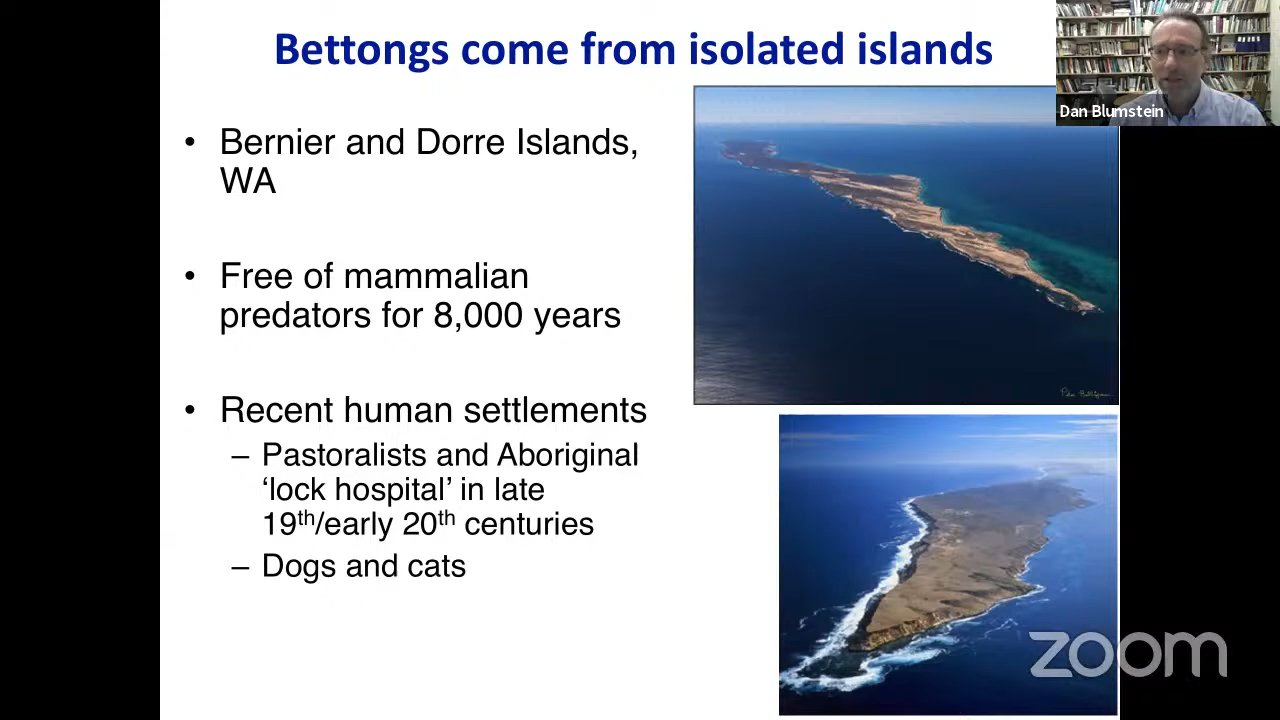 Bettongs come from isolated islands
Dan Blumstein
• Bernier and Dorre Islands,
WA
• Free of mammalian
predators for 8,000 years
• Recent human settlements
– Pastoralists and Aboriginal
‘lock hospital’ in late
19th/early 20th centuries
– Dogs and cats
zoom